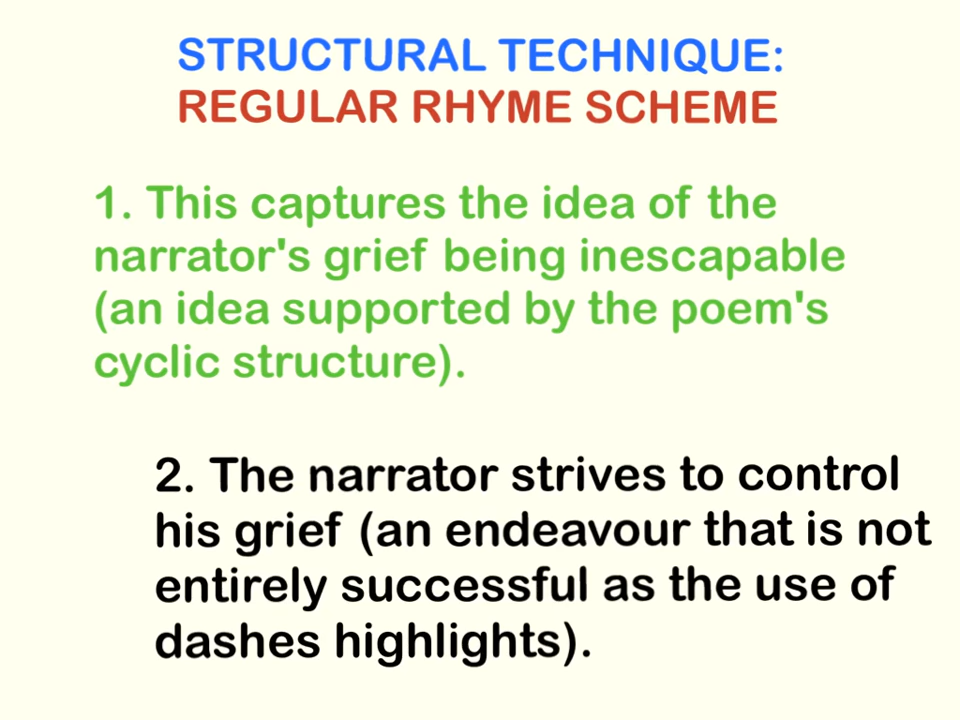 STRUCTURAL TECHNIQUE:
REGULAR RHYME SCHEME
1. This captures the idea of the
narrator's grief being inescapable
(an idea supported by the poem's
cyclic structure).
2. The narrator strives to control
his grief (an endeavour that is not
entirely successful as the use of
dashes highlights).